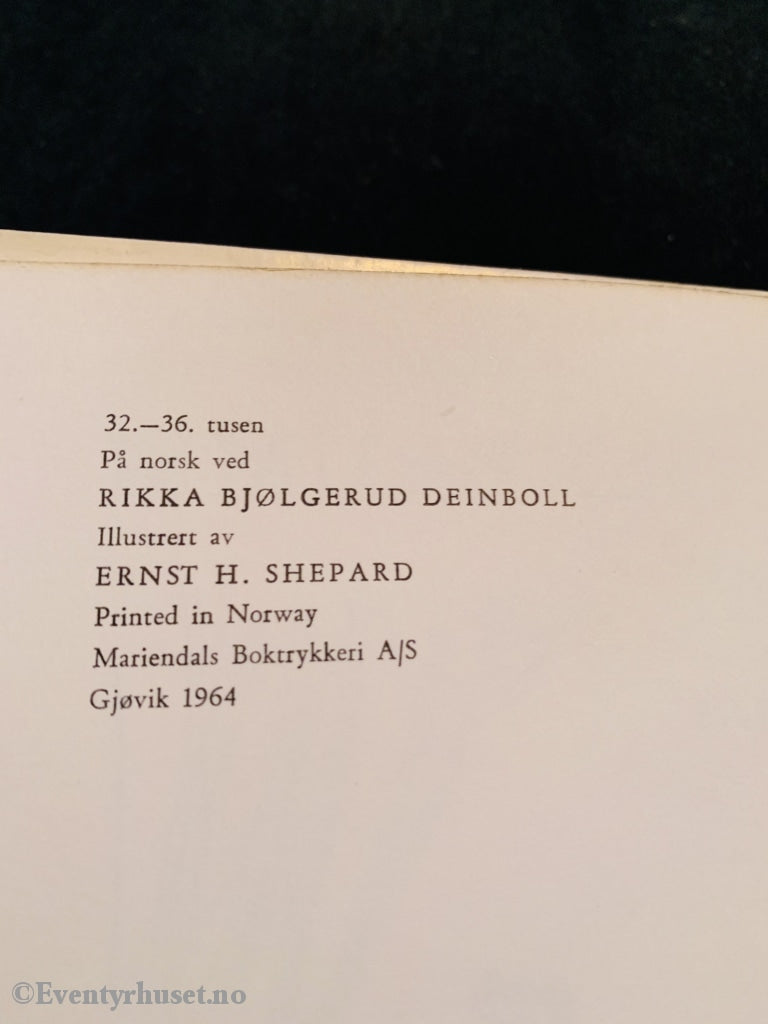 32.—36. tusen
På norsk ved
RIKKA BJØLGERUD DEINBOLL
Illustrert av
ERNST H. SHEPARD
Printed in Norway
Mariendals Boktrykkeri A/S
Gjøvik 1964
©Eventyrhuset.no